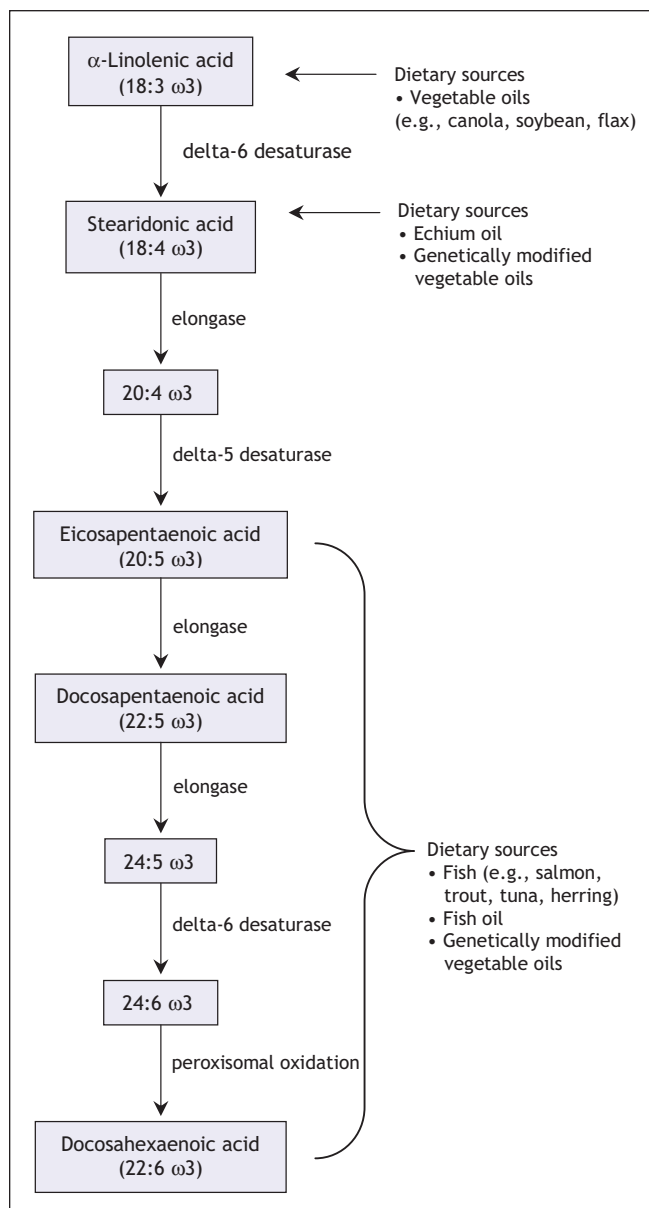 α-Linolenic acid
(18:3 ω3)
Dietary sources
• Vegetable oils
(e.g., canola, soybean, flax)
delta-6 desaturase
Stearidonic acid
(18:4 ω3)
Dietary sources
• Echium oil
• Genetically modified
vegetable oils
elongase
20:4 ω3
delta-5 desaturase
Eicosapentaenoic acid
(20:5 ω3)
elongase
Docosapentaenoic acid
(22:5 ω3)
elongase
24:5 ω3
Dietary sources
• Fish (e.g., salmon,
trout, tuna, herring)
• Fish oil
• Genetically modified
vegetable oils
delta-6 desaturase
24:6 ω3
peroxisomal oxidation
Docosahexaenoic acid
(22:6 ω3)